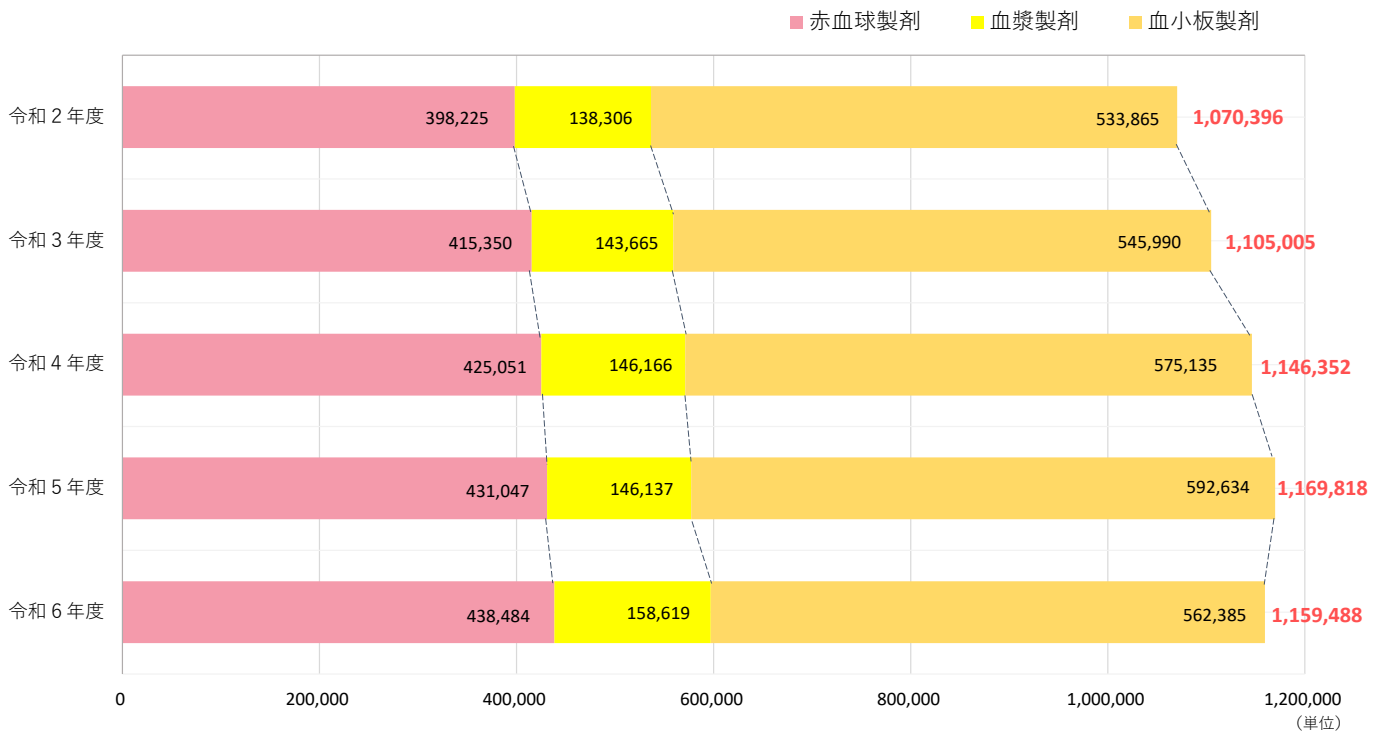 赤血球製剤 血漿製剤 血小板製剤
令和2年度 398,225 138,306 533,865 1,070,396
令和3年度 415,350 143,665 545,990 1,105,005
令和4年度 425,051 146,166 575,135 1,146,352
令和5年度 431,047 146,137 592,634 1,169,818
令和6年度 438,484 158,619 562,385 1,159,488
0 200,000 400,000 600,000 800,000 1,000,000 1,200,000
（単位）